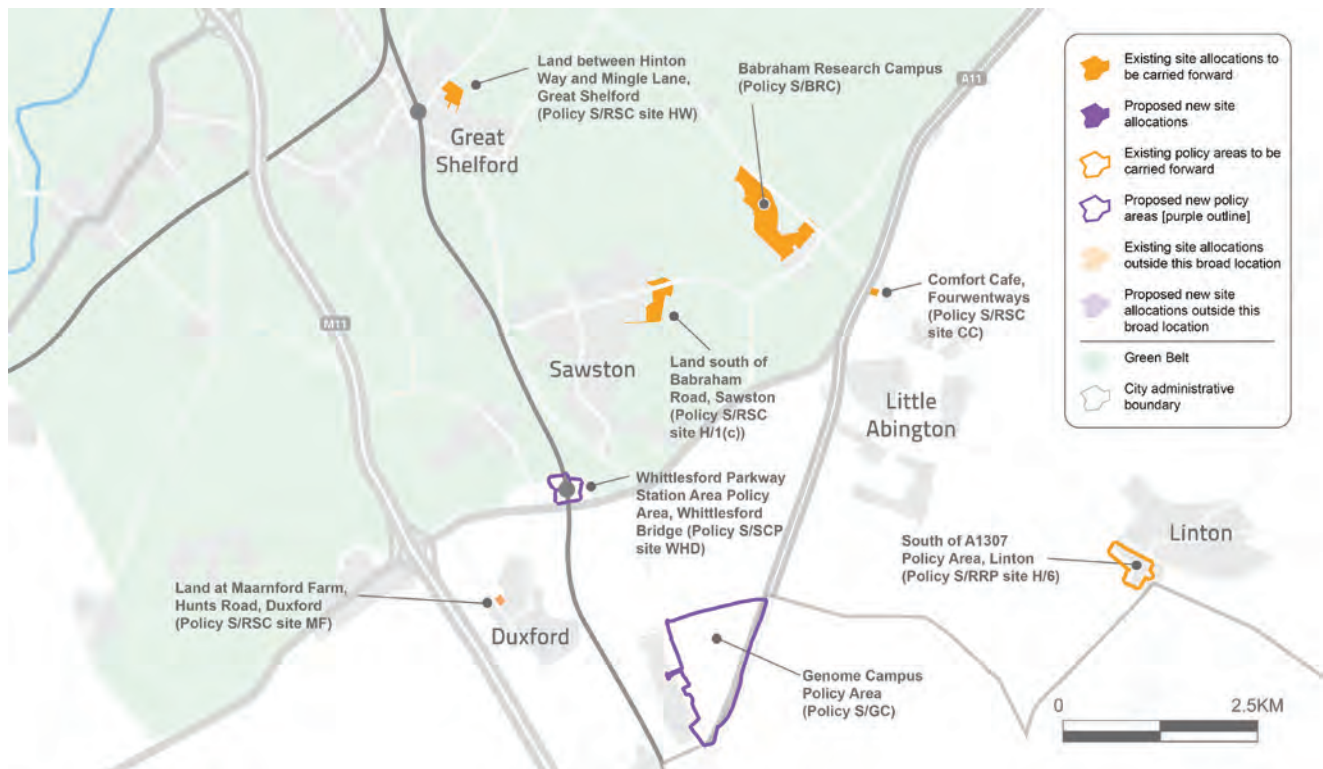 Land between Hinton
Way and Mingle Lane,
Great Shelford
(Policy S/RSC site HW)
Great
Shelford
Babraham Research Campus
(Policy S/BRC)
A11
M11
Comfort Cafe,
Fourwentways
(Policy S/RSC
site CC)
Sawston
Land south of
Babraham
Road, Sawston
(Policy S/RSC
site H/1(c))
Little
Abington
Whittlesford Parkway
Station Area Policy
Area, Whittlesford
Bridge (Policy S/SCP
site WHD)
South of A1307
Policy Area, Linton
(Policy S/RRP site H/6)
Linton
Land at Maarnford Farm,
Hunts Road, Duxford
(Policy S/RSC site MF)
Duxford
Genome Campus
Policy Area
(Policy S/GC)
0 2.5KM
Existing site allocations to
be carried forward
Proposed new site
allocations
Existing policy areas to be
carried forward
Proposed new policy
areas [purple outline]
Existing site allocations
outside this broad location
Proposed new site
allocations outside this
broad location
Green Belt
City administrative
boundary